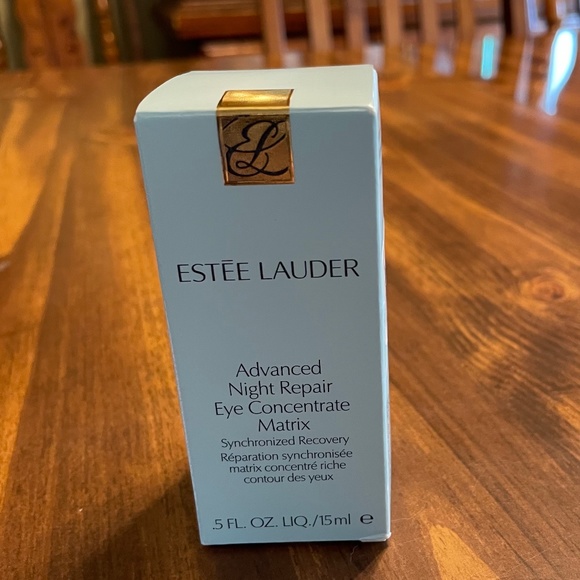 EL
ESTĒE LAUDER
Advanced
Night Repair
Eye Concentrate
Matrix
Synchronized Recovery
Réparation synchronisée
matrix concentré riche
contour des yeux
.5 FL. OZ. LIQ./15ml ℮